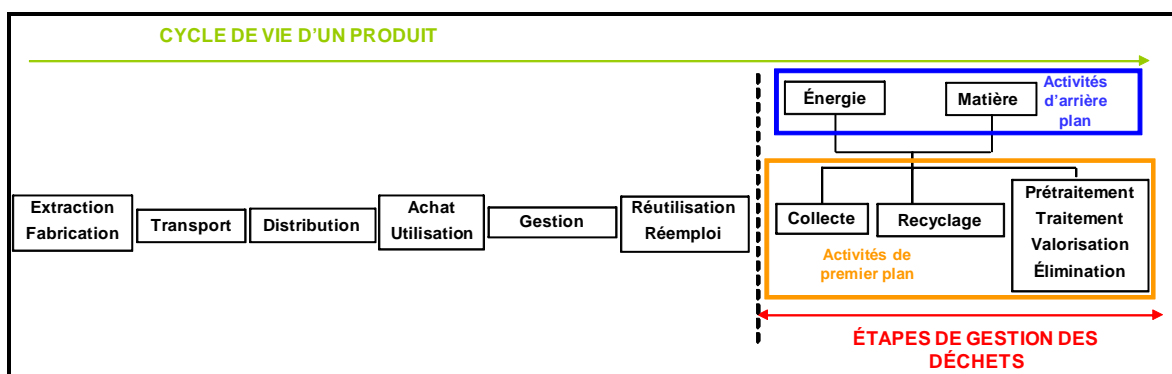 CYCLE DE VIE D'UN PRODUIT
Énergie
Matière
Activités
d'arrière
plan
Extraction
Fabrication
Transport
Distribution
Achat
Utilisation
Gestion
Réutilisation
Réemploi
Collecte
Recyclage
Prétraitement
Traitement
Valorisation
Élimination
Activités de
premier plan
ÉTAPES DE GESTION DES
DÉCHETS